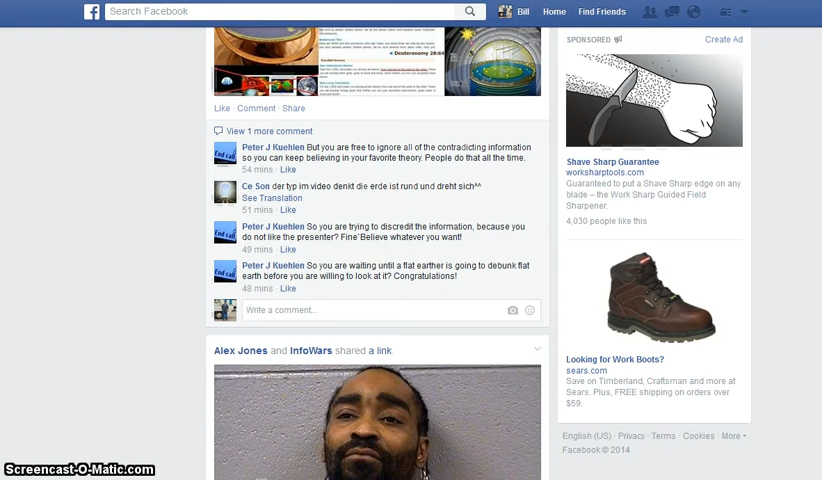 Search Facebook
Bill
Home
Find Friends
Deuteronomy 28:64
Like · Comment · Share
View 1 more comment
Peter J Kuehlen But you are free to ignore all of the contradicting information
so you can keep believing in your favorite theory. People do that all the time.
54 mins · Like
Ce Son der typ im video denkt die erde ist rund und dreht sich^^
See Translation
51 mins · Like
Peter J Kuehlen So you are trying to discredit the information, because you
do not like the presenter? Fine`Believe whatever you want!
49 mins · Like
Peter J Kuehlen So you are waiting until a flat earther is going to debunk flat
earth before you are willing to look at it? Congratulations!
48 mins · Like
Write a comment...
Alex Jones and InfoWars shared a link.
SPONSORED
Create Ad
Shave Sharp Guarantee
worksharptools.com
Guaranteed to put a Shave Sharp edge on any
blade – the Work Sharp Guided Field
Sharpener.
4,030 people like this
Looking for Work Boots?
sears.com
Save on Timberland, Craftsman and more at
Sears. Plus, FREE shipping on orders over
$59.
English (US) · Privacy · Terms · Cookies · More
Facebook © 2014
Screencast-O-Matic.com